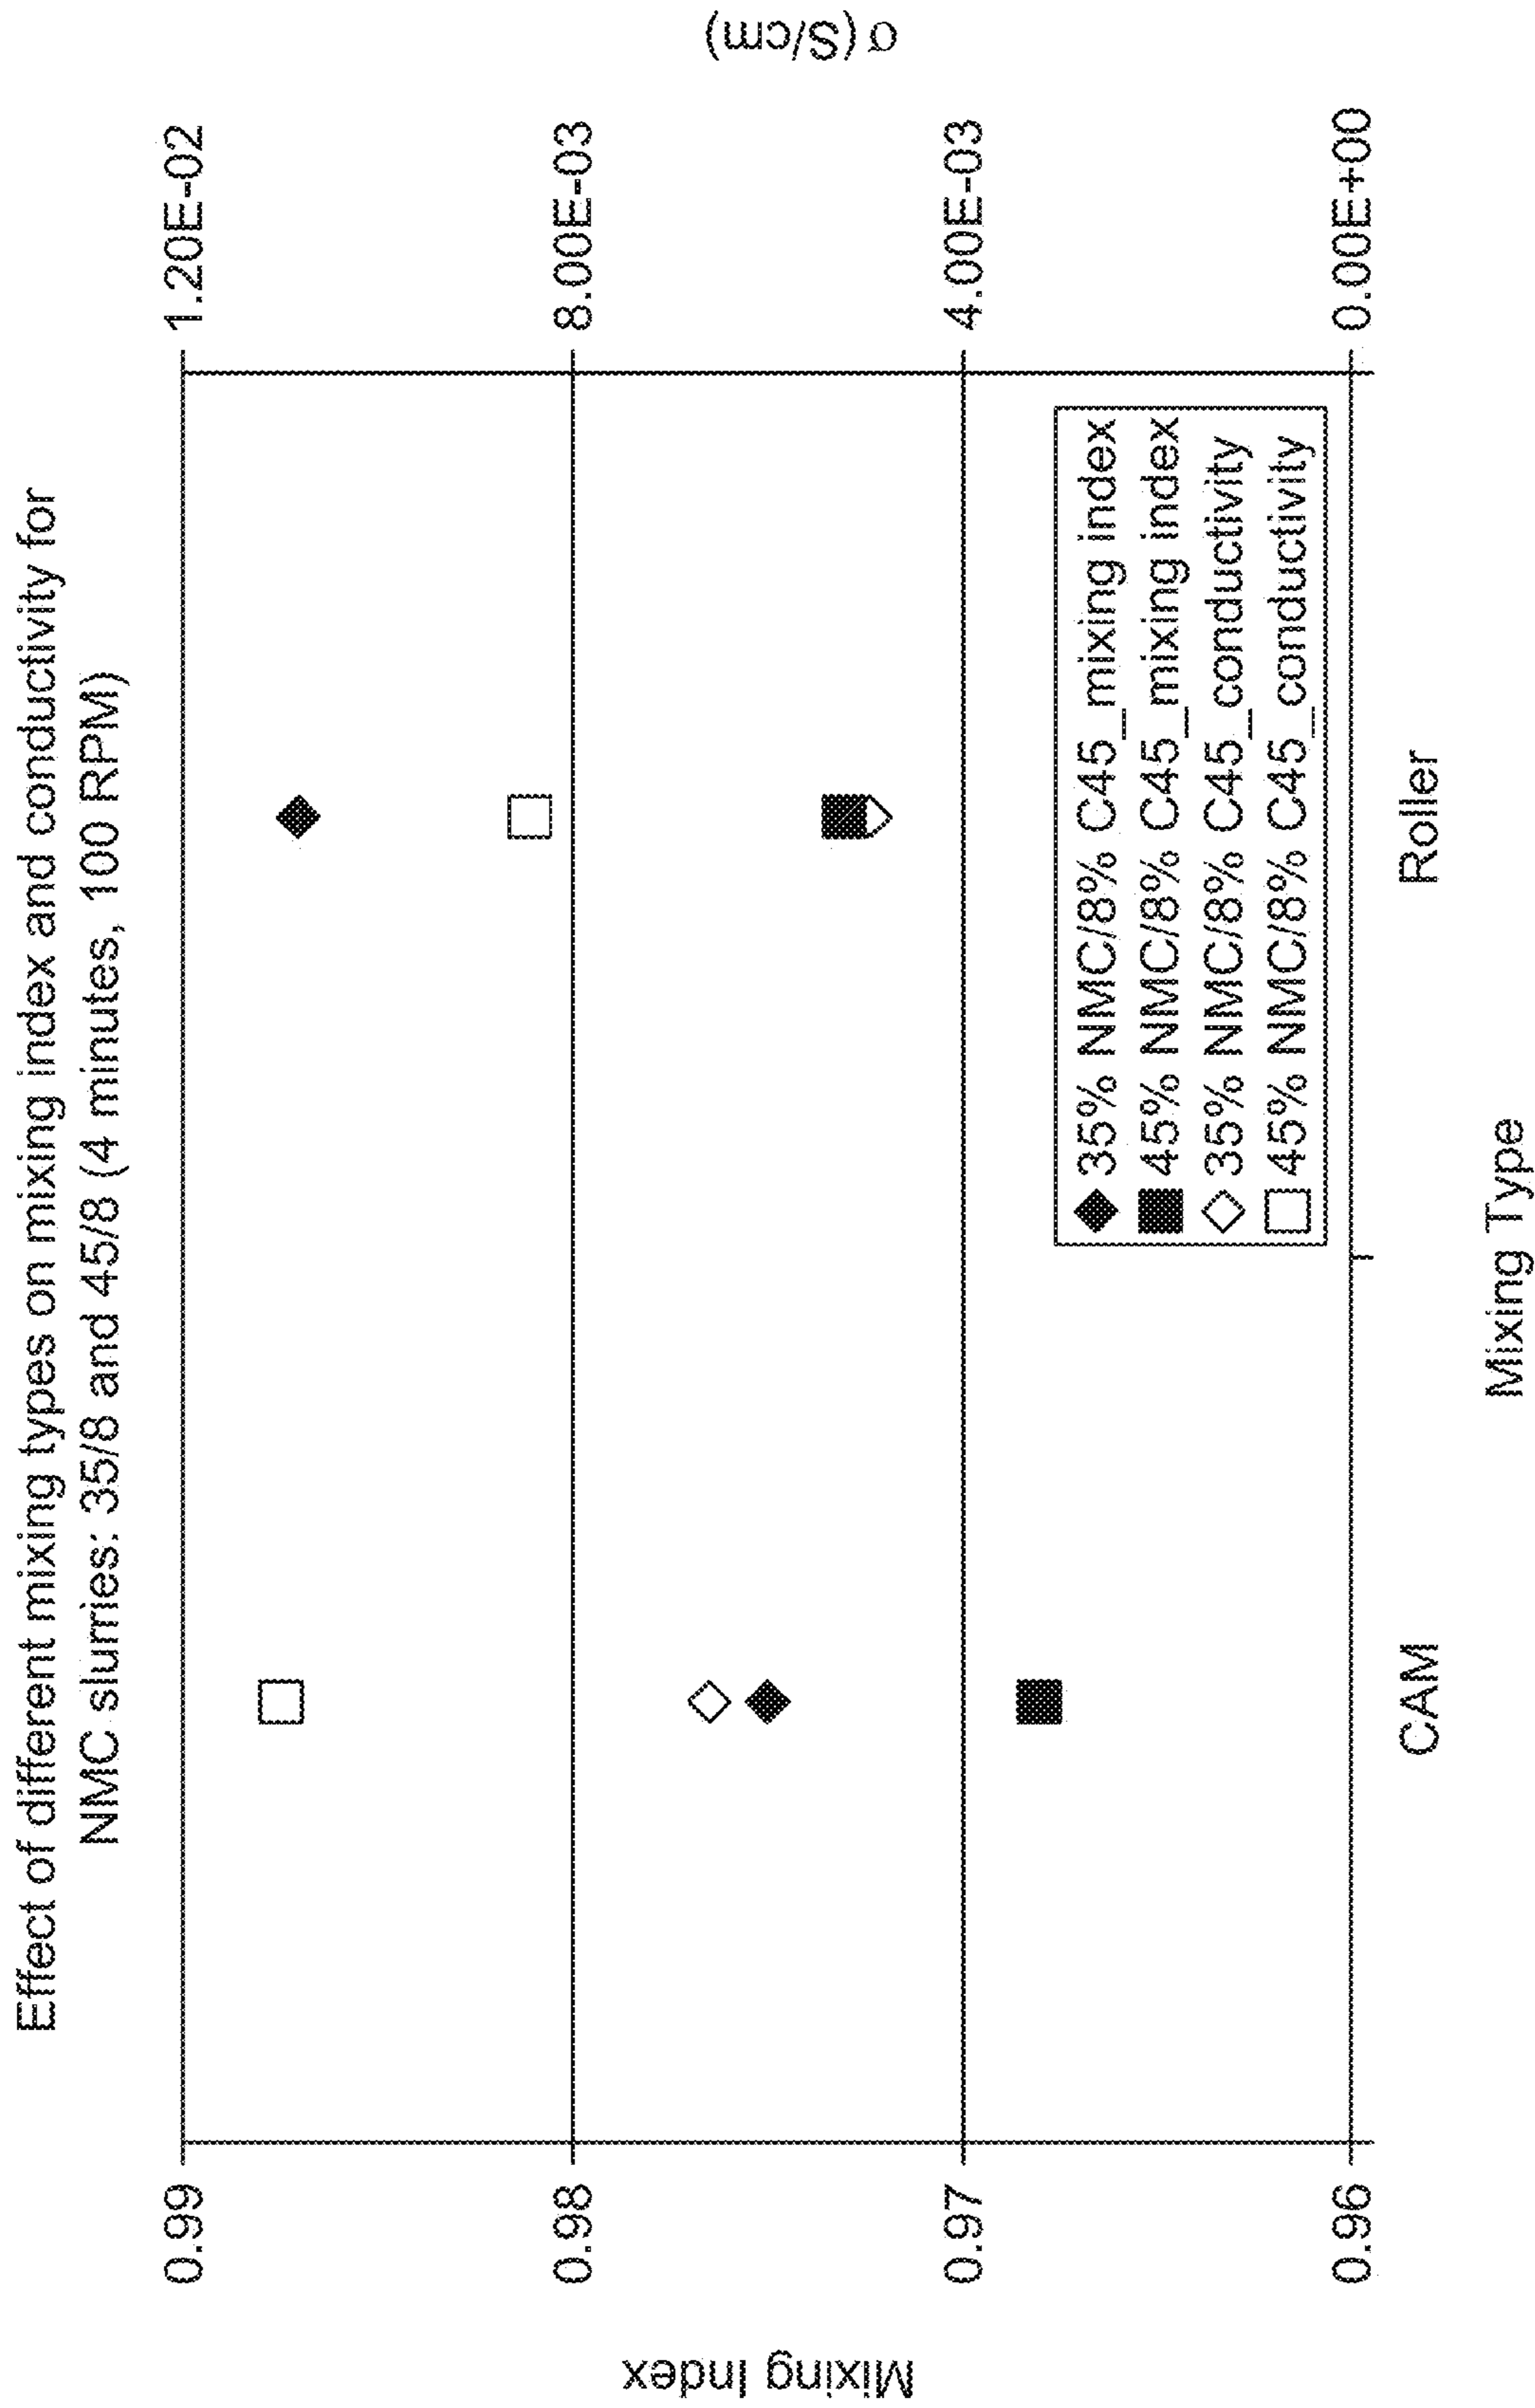 Effect of different mixing types on mixing index and conductivity for
NMC slurries: 35/8 and 45/8 (4 minutes, 100 RPM)
Mixing Index
0.99
0.98
0.97
0.96
1.20E-02
8.00E-03
4.00E-03
0.00E+00
σ (S/cm)
35% NMC/8% C45_mixing index
45% NMC/8% C45_mixing index
35% NMC/8% C45_conductivity
45% NMC/8% C45_conductivity
CAM
Roller
Mixing Type